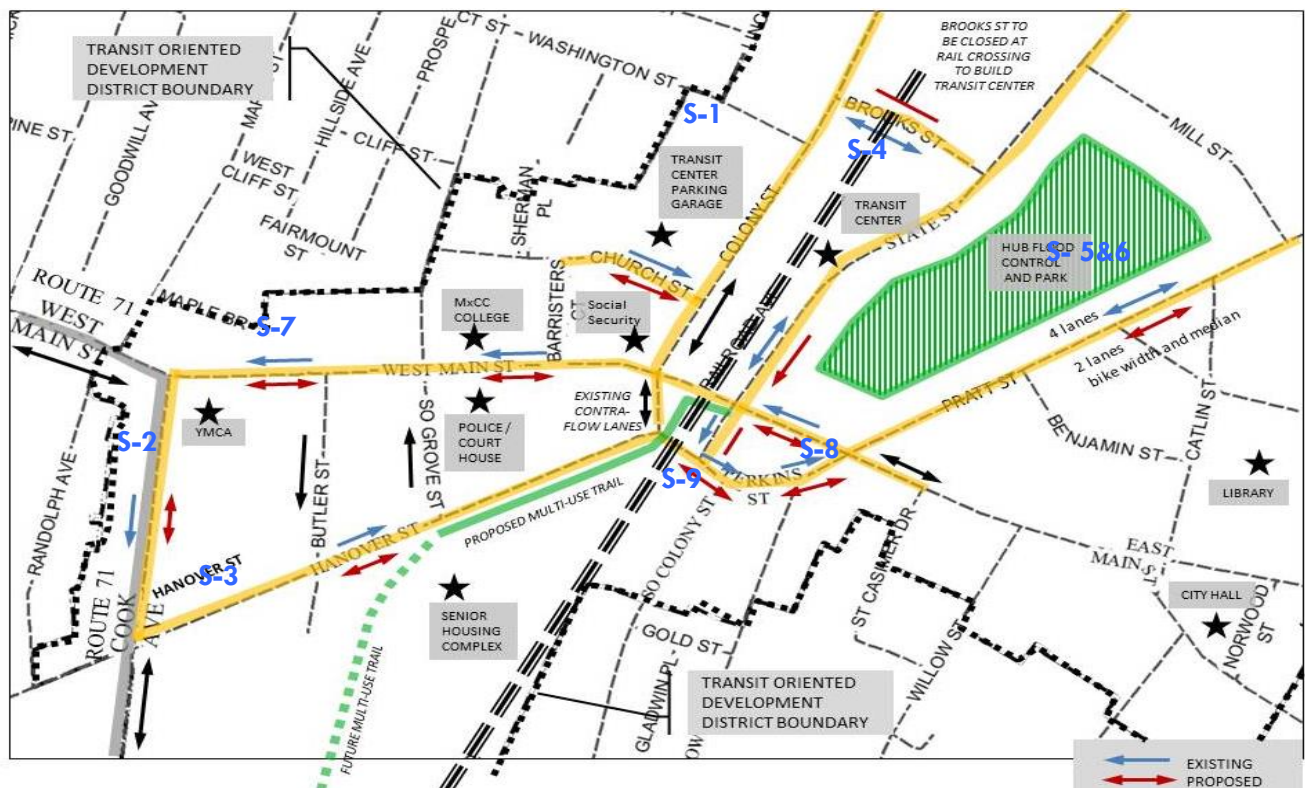 CT ST
WASHINGTON ST
PROSPE
HILLSIDE AVE
GOODWILL AV
PINE ST
INC
TRANSIT ORIENTED
DEVELOPMENT
DISTRICT BOUNDARY
BROOKS ST TO
BE CLOSED AT
RAIL CROSSING
TO BUILD
TRANSIT CENTER
S-1
BROOKS ST
S-4
MILL ST
CLIFF ST
WEST
CLIFF ST
FAIRMOUNT
ST
SHERMAN
PL
TRANSIT
CENTER
PARKING
GARAGE
COLONY ST
TRANSIT
CENTER
STATE ST
HUB FLOOD
CONTROL
AND PARK
S- 5&6
ROUTE 71
WEST
MAIN ST
MAPLE BR
S-7
MxCC
COLLEGE
BARRISTERS
CT
CHURCH ST
Social
Security
RAILROAD AVE
4 lanes
2 lanes
bike width and median
WEST MAIN ST
EXISTING
CONTRA-
FLOW LANES
PRATT ST
CATLIN ST
BENJAMIN ST
YMCA
S-2
POLICE /
COURT
HOUSE
SO GROVE ST
BUTLER ST
RANDOLPH AVE
S-8
S-9
PERKINS
ST
LIBRARY
HANOVER ST
PROPOSED MULTI-USE TRAIL
HANOVER ST
S-3
ROUTE 71
COOK
AVE
SO COLONY ST
ST CASIMER DR
EAST
MAIN ST
CITY HALL
NORWOOD
ST
SENIOR
HOUSING
COMPLEX
GOLD ST
WILLOW ST
GLADWIN PL
OW
FUTURE MULTI-USE TRAIL
TRANSIT ORIENTED
DEVELOPMENT
DISTRICT BOUNDARY
EXISTING
PROPOSED